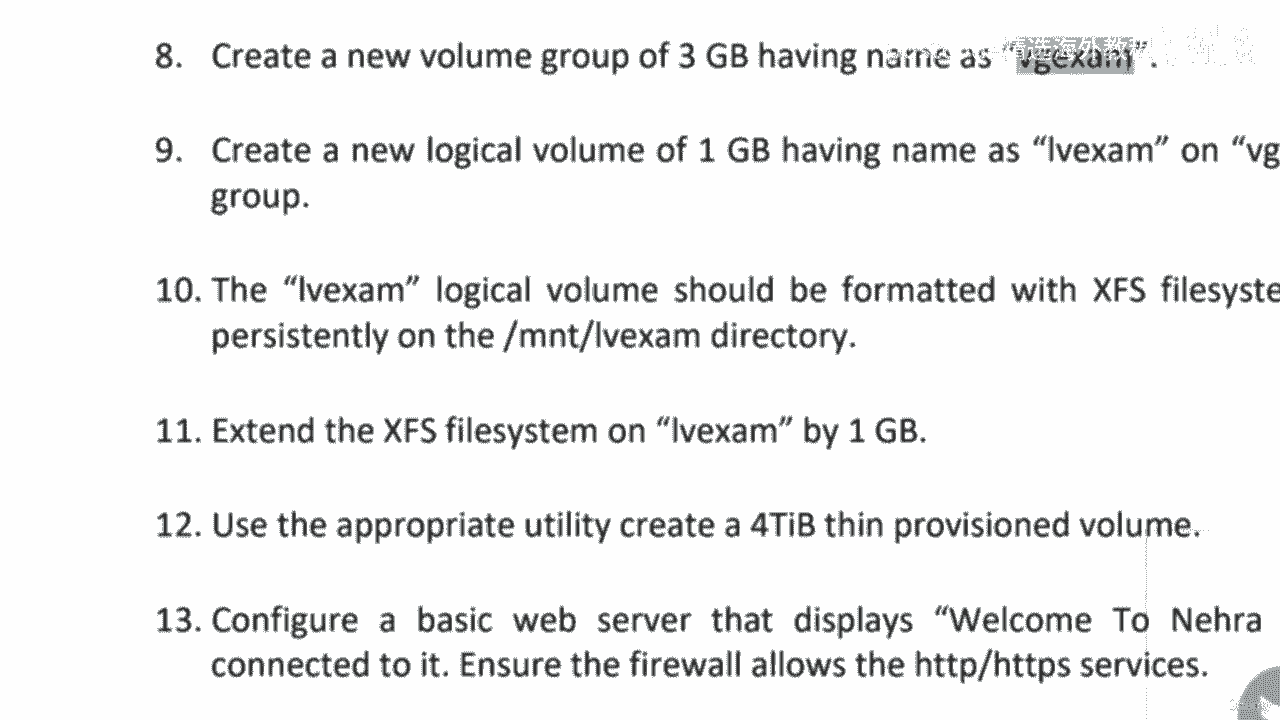 8. Create a new volume group of 3 GB having name as “vgexam”.
9. Create a new logical volume of 1 GB having name as “lvexam” on “vg
group.
10. The “lvexam” logical volume should be formatted with XFS filesyste
persistently on the /mnt/lvexam directory.
11. Extend the XFS filesystem on “lvexam” by 1 GB.
12. Use the appropriate utility create a 4TiB thin provisioned volume.
13. Configure a basic web server that displays “Welcome To Nehra
connected to it. Ensure the firewall allows the http/https services.